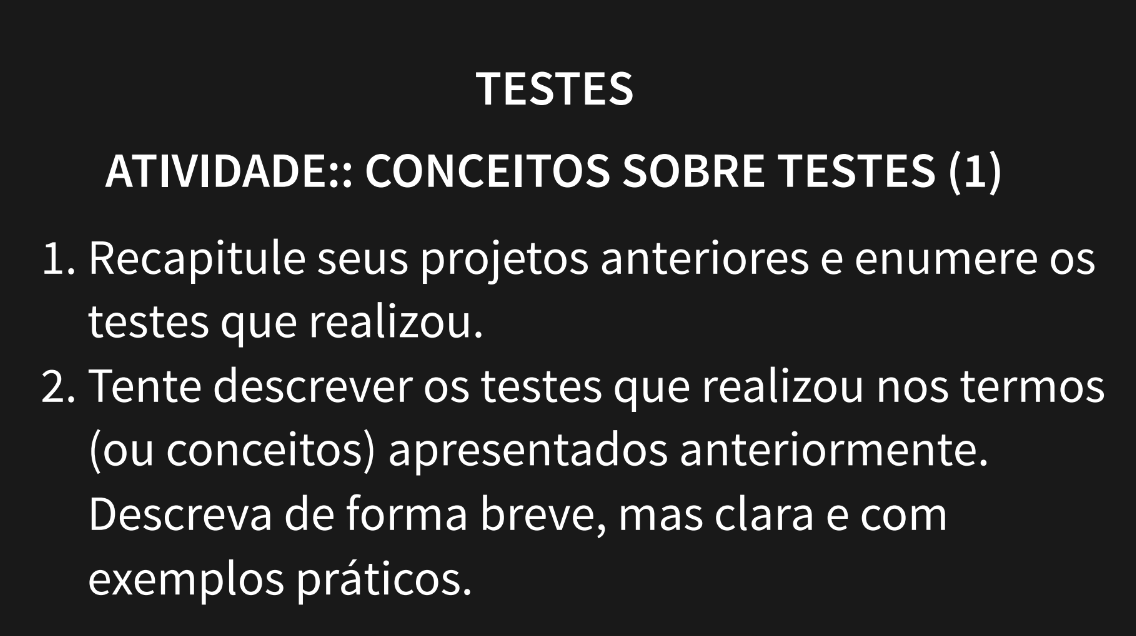 TESTES
ATIVIDADE:: CONCEITOS SOBRE TESTES (1)
1. Recapitule seus projetos anteriores e enumere os
testes que realizou.
2. Tente descrever os testes que realizou nos termos
(ou conceitos) apresentados anteriormente.
Descreva de forma breve, mas clara e com
exemplos práticos.